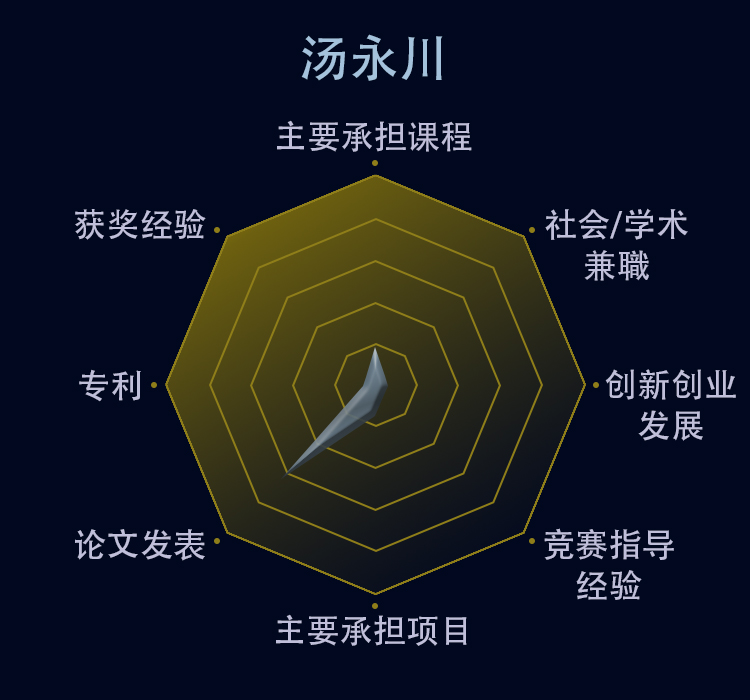 汤永川
主要承担课程
获奖经验
社会/学术
兼職
专利
创新创业
发展
论文发表
竞赛指导
经验
主要承担项目